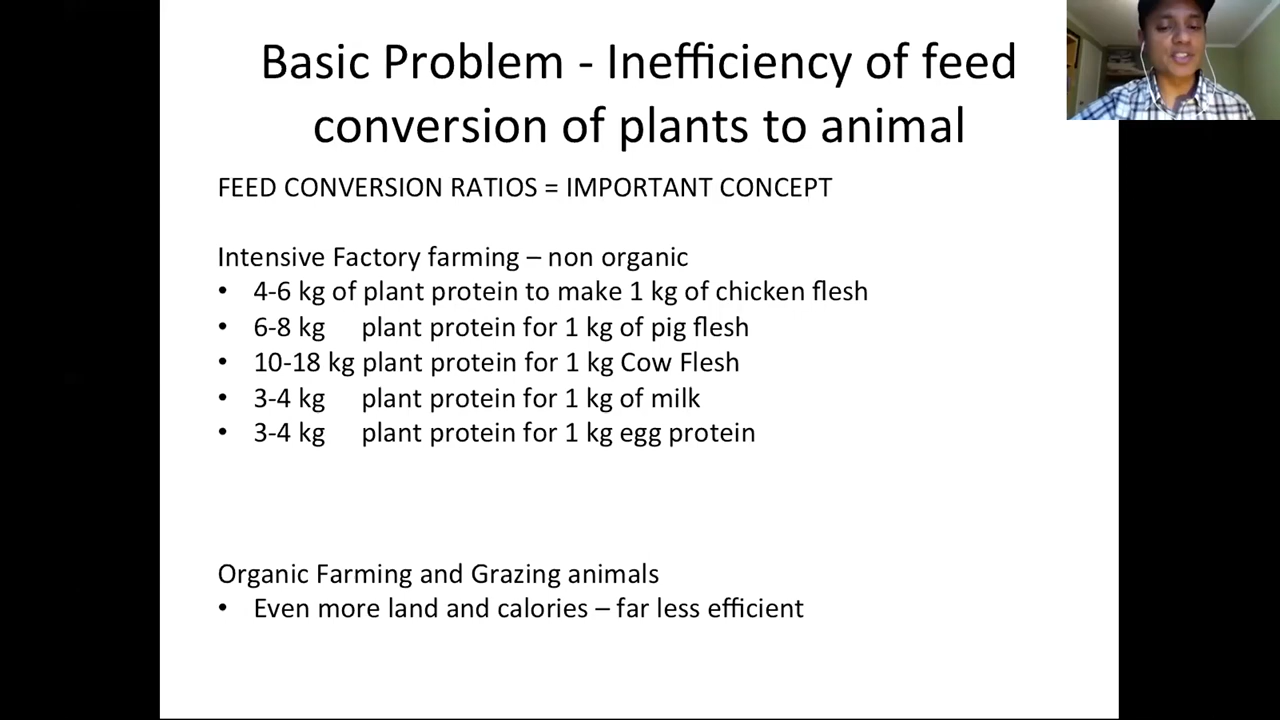 Basic Problem - Inefficiency of feed
conversion of plants to animal
FEED CONVERSION RATIOS = IMPORTANT CONCEPT
Intensive Factory farming – non organic
• 4-6 kg of plant protein to make 1 kg of chicken flesh
• 6-8 kg plant protein for 1 kg of pig flesh
• 10-18 kg plant protein for 1 kg Cow Flesh
• 3-4 kg plant protein for 1 kg of milk
• 3-4 kg plant protein for 1 kg egg protein
Organic Farming and Grazing animals
• Even more land and calories – far less efficient